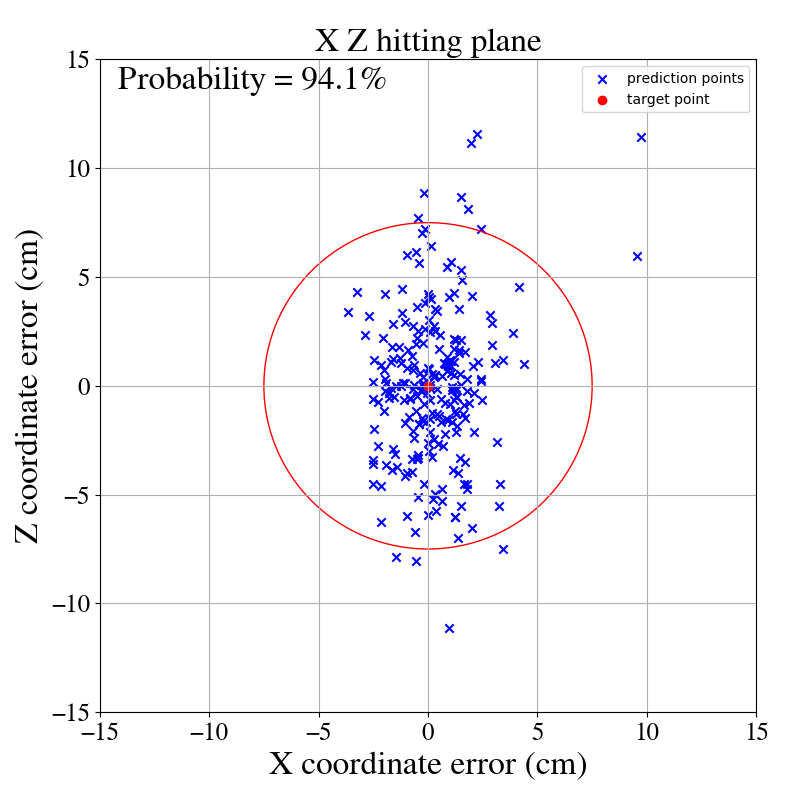 X Z hitting plane
Probability = 94.1%
prediction points
target point
Z coordinate error (cm)
15
10
5
0
−5
−10
−15
−15
−10
−5
0
5
10
15
X coordinate error (cm)